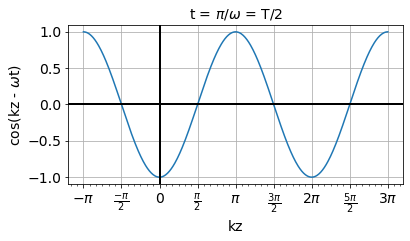 t = π/ω = T/2
cos(kz - ωt)
1.0
0.5
0.0
−0.5
−1.0
−π
−π/2
0
π/2
π
3π/2
2π
5π/2
3π
kz